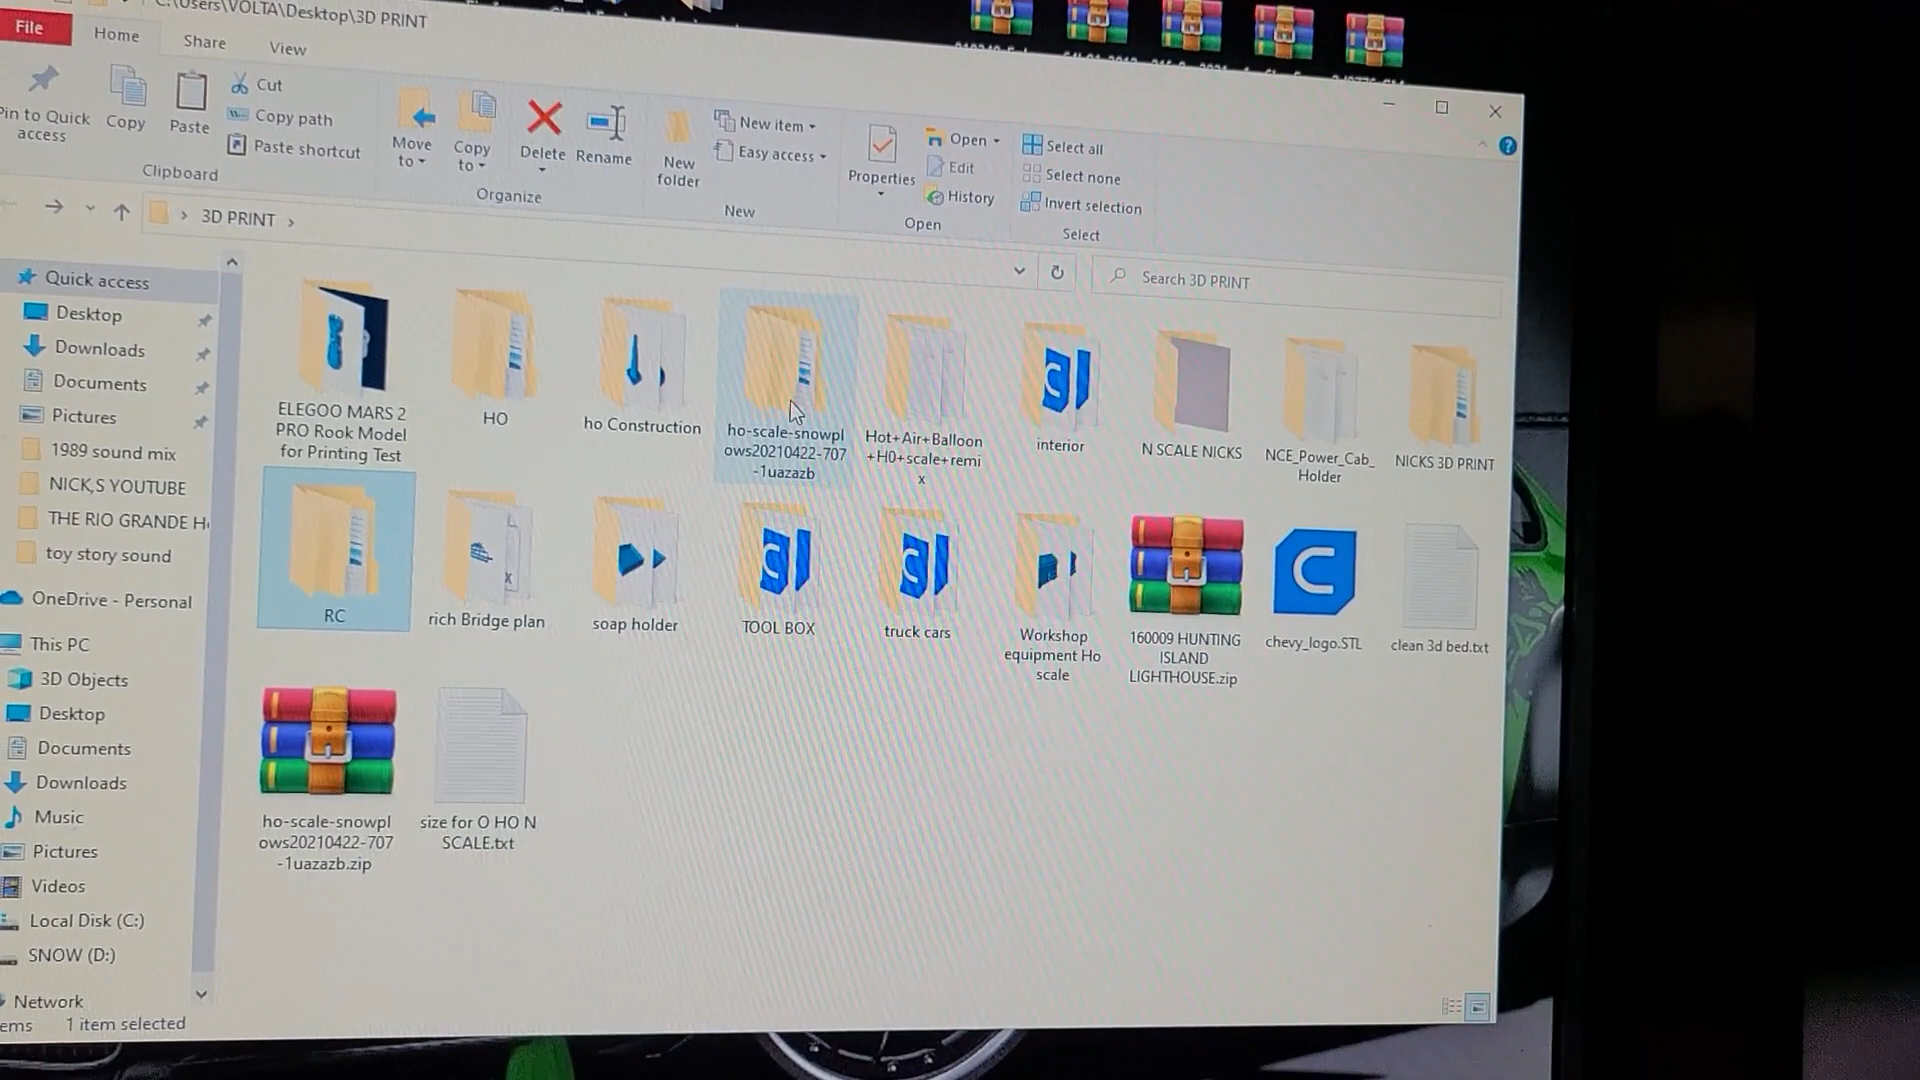 C:\Users\VOLTA\Desktop\3D PRINT
File
Home
Share
View
Pin to Quick
access
Copy
Paste
Cut
Copy path
Paste shortcut
Clipboard
Move
to
Copy
to
Delete
Rename
Organize
New
folder
New item
Easy access
New
Properties
Open
Edit
History
Open
Select all
Select none
Invert selection
Select
3D PRINT
Search 3D PRINT
Quick access
Desktop
Downloads
Documents
Pictures
1989 sound mix
NICK,S YOUTUBE
THE RIO GRANDE H
toy story sound
OneDrive - Personal
This PC
3D Objects
Desktop
Documents
Downloads
Music
Pictures
Videos
Local Disk (C:)
SNOW (D:)
Network
ELEGOO MARS 2
PRO Rook Model
for Printing Test
HO
ho Construction
ho-scale-snowpl
ows20210422-707
-1uazazb
Hot+Air+Balloon
+H0+scale+remi
x
interior
N SCALE NICKS
NCE_Power_Cab_
Holder
NICKS 3D PRINT
RC
rich Bridge plan
soap holder
TOOL BOX
truck cars
Workshop
equipment Ho
scale
160009 HUNTING
ISLAND
LIGHTHOUSE.zip
chevy_logo.STL
clean 3d bed.txt
ho-scale-snowpl
ows20210422-707
-1uazazb.zip
size for O HO N
SCALE.txt
ems 1 item selected